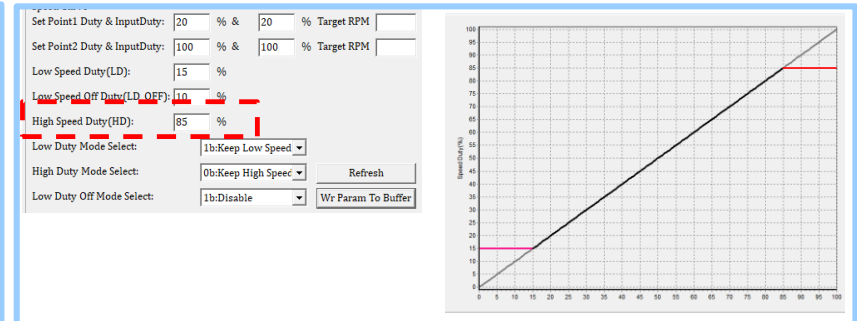 Speed Curve
Set Point1 Duty & InputDuty: 20 % & 20 % Target RPM
Set Point2 Duty & InputDuty: 100 % & 100 % Target RPM
Low Speed Duty(LD): 15 %
Low Speed Off Duty(LD_OFF): 10 %
High Speed Duty(HD): 85 %
Low Duty Mode Select: 1b:Keep Low Speed
High Duty Mode Select: 0b:Keep High Speed Refresh
Low Duty Off Mode Select: 1b:Disable Wr Param To Buffer
Speed Duty(%)
100
95
90
85
80
75
70
65
60
55
50
45
40
35
30
25
20
15
10
5
0
0 5 10 15 20 25 30 35 40 45 50 55 60 65 70 75 80 85 90 95 100